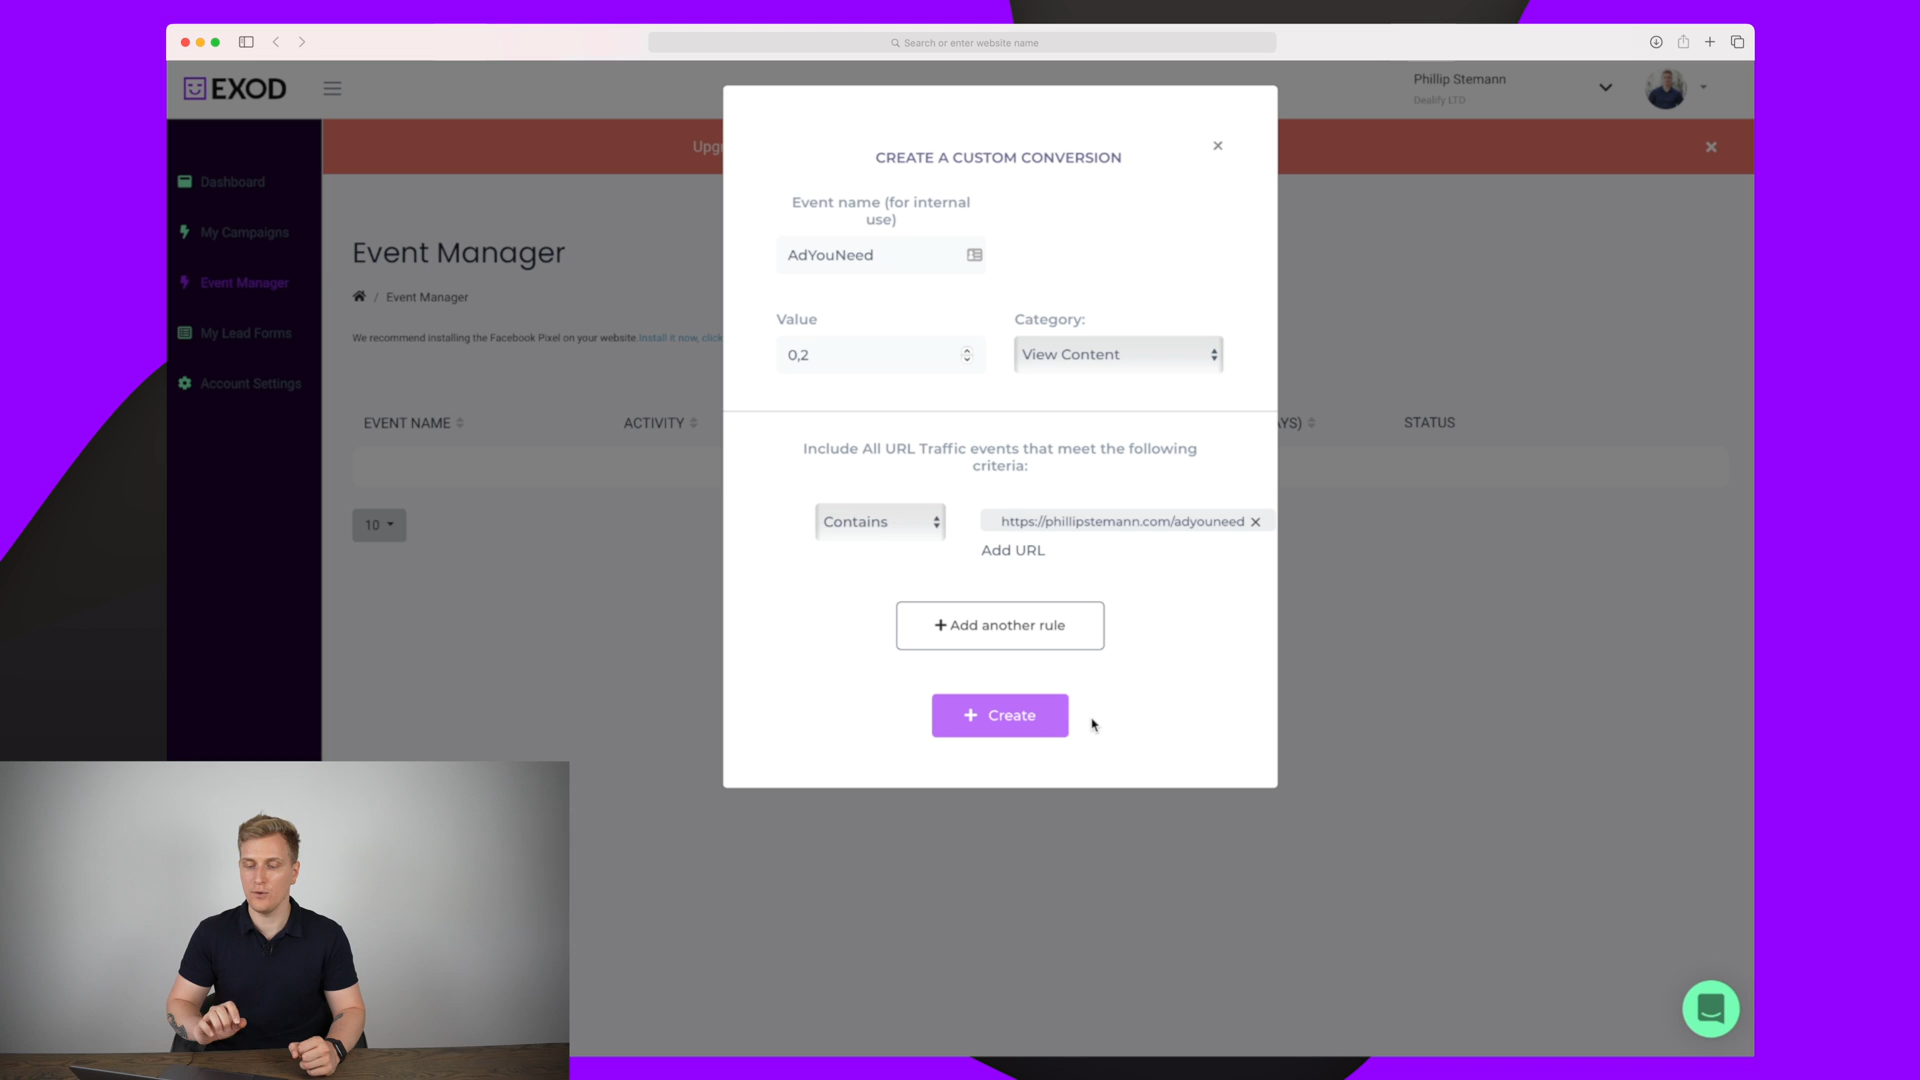 Search or enter website name
EXOD
Phillip Stemann
Dealify LTD
Dashboard
My Campaigns
Event Manager
My Lead Forms
Account Settings
Event Manager
/ Event Manager
We recommend installing the Facebook Pixel on your website. Install it now, click
EVENT NAME
ACTIVITY
STATUS
10
CREATE A CUSTOM CONVERSION
×
Event name (for internal
use)
AdYouNeed
Value
Category:
0,2
View Content
Include All URL Traffic events that meet the following
criteria:
Contains
https://phillipstemann.com/adyouneed ×
Add URL
+ Add another rule
+ Create